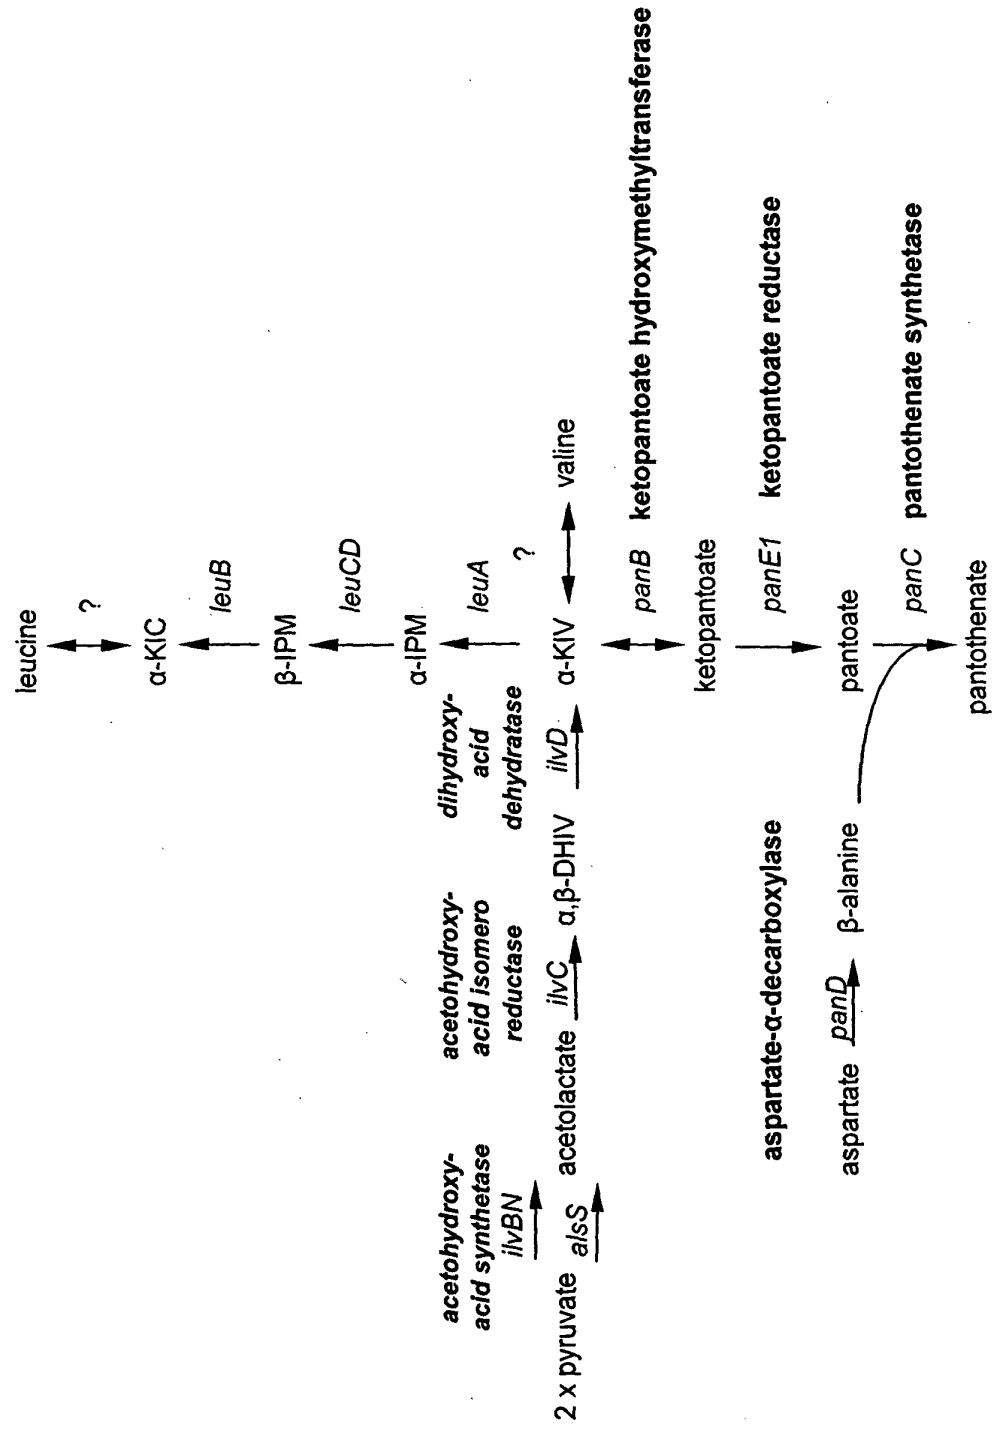 leucine
?
α-KIC
leuB
β-IPM
leuCD
α-IPM
leuA
acetohydroxy-
acid synthetase
ilvBN
acetohydroxy-
acid isomero
reductase
dihydroxy-
acid
dehydratase
?
2 x pyruvate alsS acetolactate ilvC α,β-DHIV ilvD α-KIV valine
panB ketopantoate hydroxymethyltransferase
ketopantoate
aspartate-α-decarboxylase
panE1 ketopantoate reductase
aspartate panD β-alanine pantoate
panC pantothenate synthetase
pantothenate